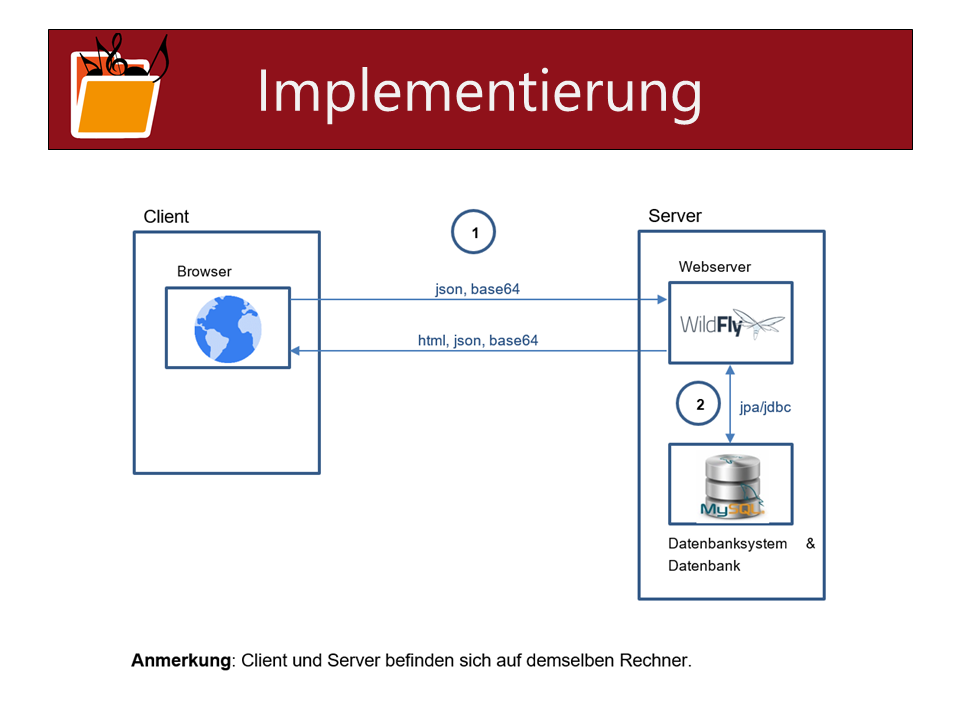 Implementierung
Client
1
Server
Browser
Webserver
json, base64
WildFly
html, json, base64
2
jpa/jdbc
MySQL
Datenbanksystem &
Datenbank
Anmerkung: Client und Server befinden sich auf demselben Rechner.